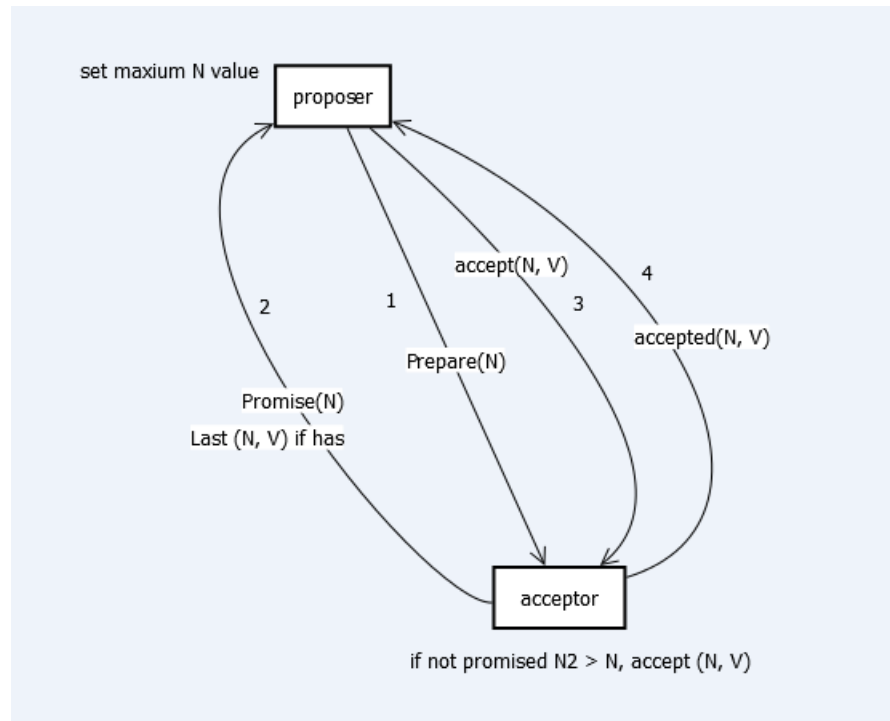 set maxium N value
proposer
accept(N, V)
4
2
1
3
accepted(N, V)
Prepare(N)
Promise(N)
Last (N, V) if has
acceptor
if not promised N2 > N, accept (N, V)